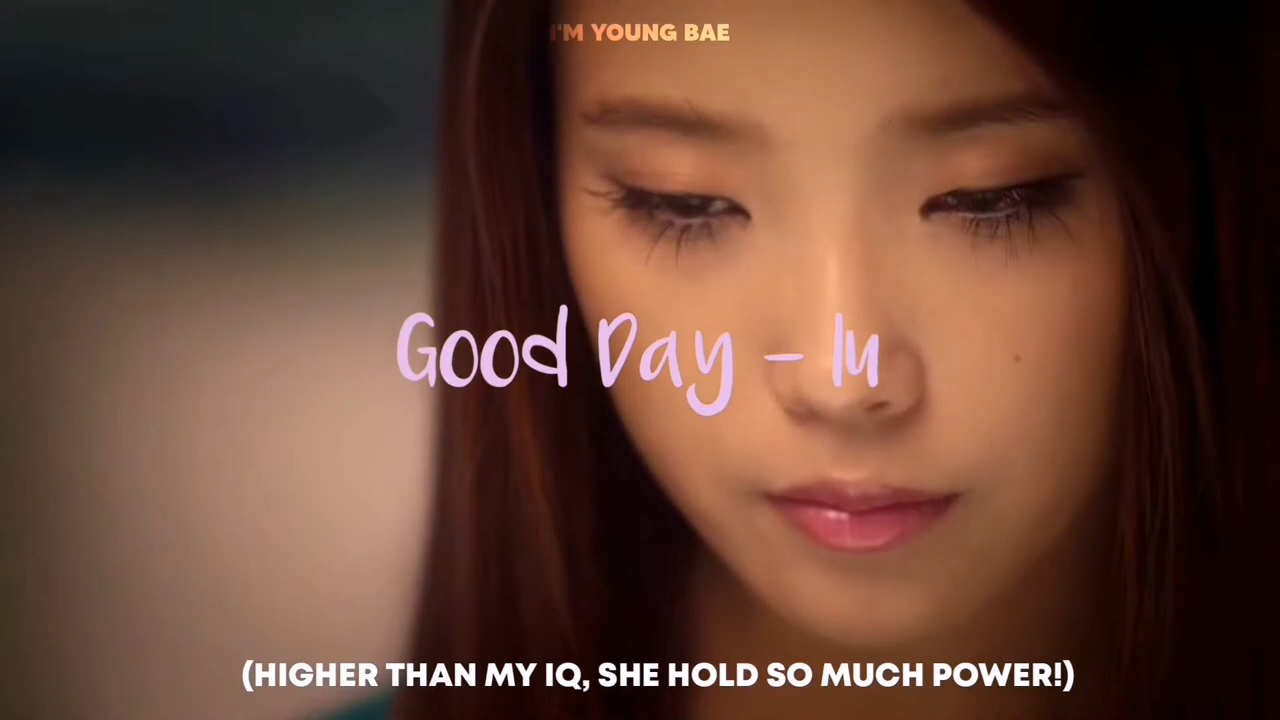 I'M YOUNG BAE
Good Day - Iu
(HIGHER THAN MY IQ, SHE HOLD SO MUCH POWER!)